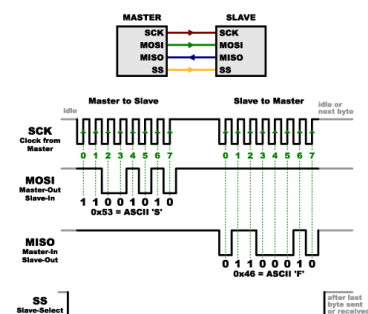 MASTER SLAVE
SCK SCK
MOSI MOSI
MISO MISO
SS SS
Master to Slave Slave to Master
Idle
idle or
next byte
SCK
Clock from
Master
0 1 2 3 4 5 6 7 0 1 2 3 4 5 6 7
MOSI
Master-Out
Slave-In
1 1 0 0 1 0 1 0
0x53 = ASCII 'S'
MISO
Master-In
Slave-Out
0 1 1 0 0 0 1 0
0x46 = ASCII 'F'
SS
Slave-Select
after last
byte sent
or received